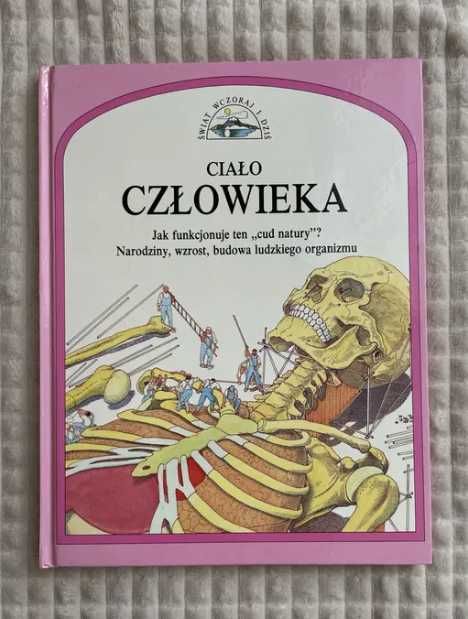 ŚWIAT WCZORAJ I DZIŚ
CIAŁO
CZŁOWIEKA
Jak funkcjonuje ten „cud natury”?
Narodziny, wzrost, budowa ludzkiego organizmu